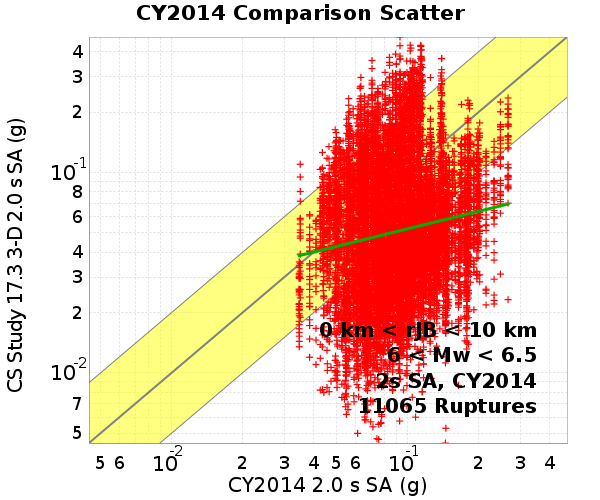 CY2014 Comparison Scatter
CS Study 17.3 3-D 2.0 s SA (g)
4
3
2
10⁻¹
8
6
4
3
2
10⁻²
7
5
0 km < rJB < 10 km
6 < Mw < 6.5
2s SA, CY2014
11065 Ruptures
5 6 10⁻² 2 3 4 5 6 10⁻¹ 2 3 4
CY2014 2.0 s SA (g)